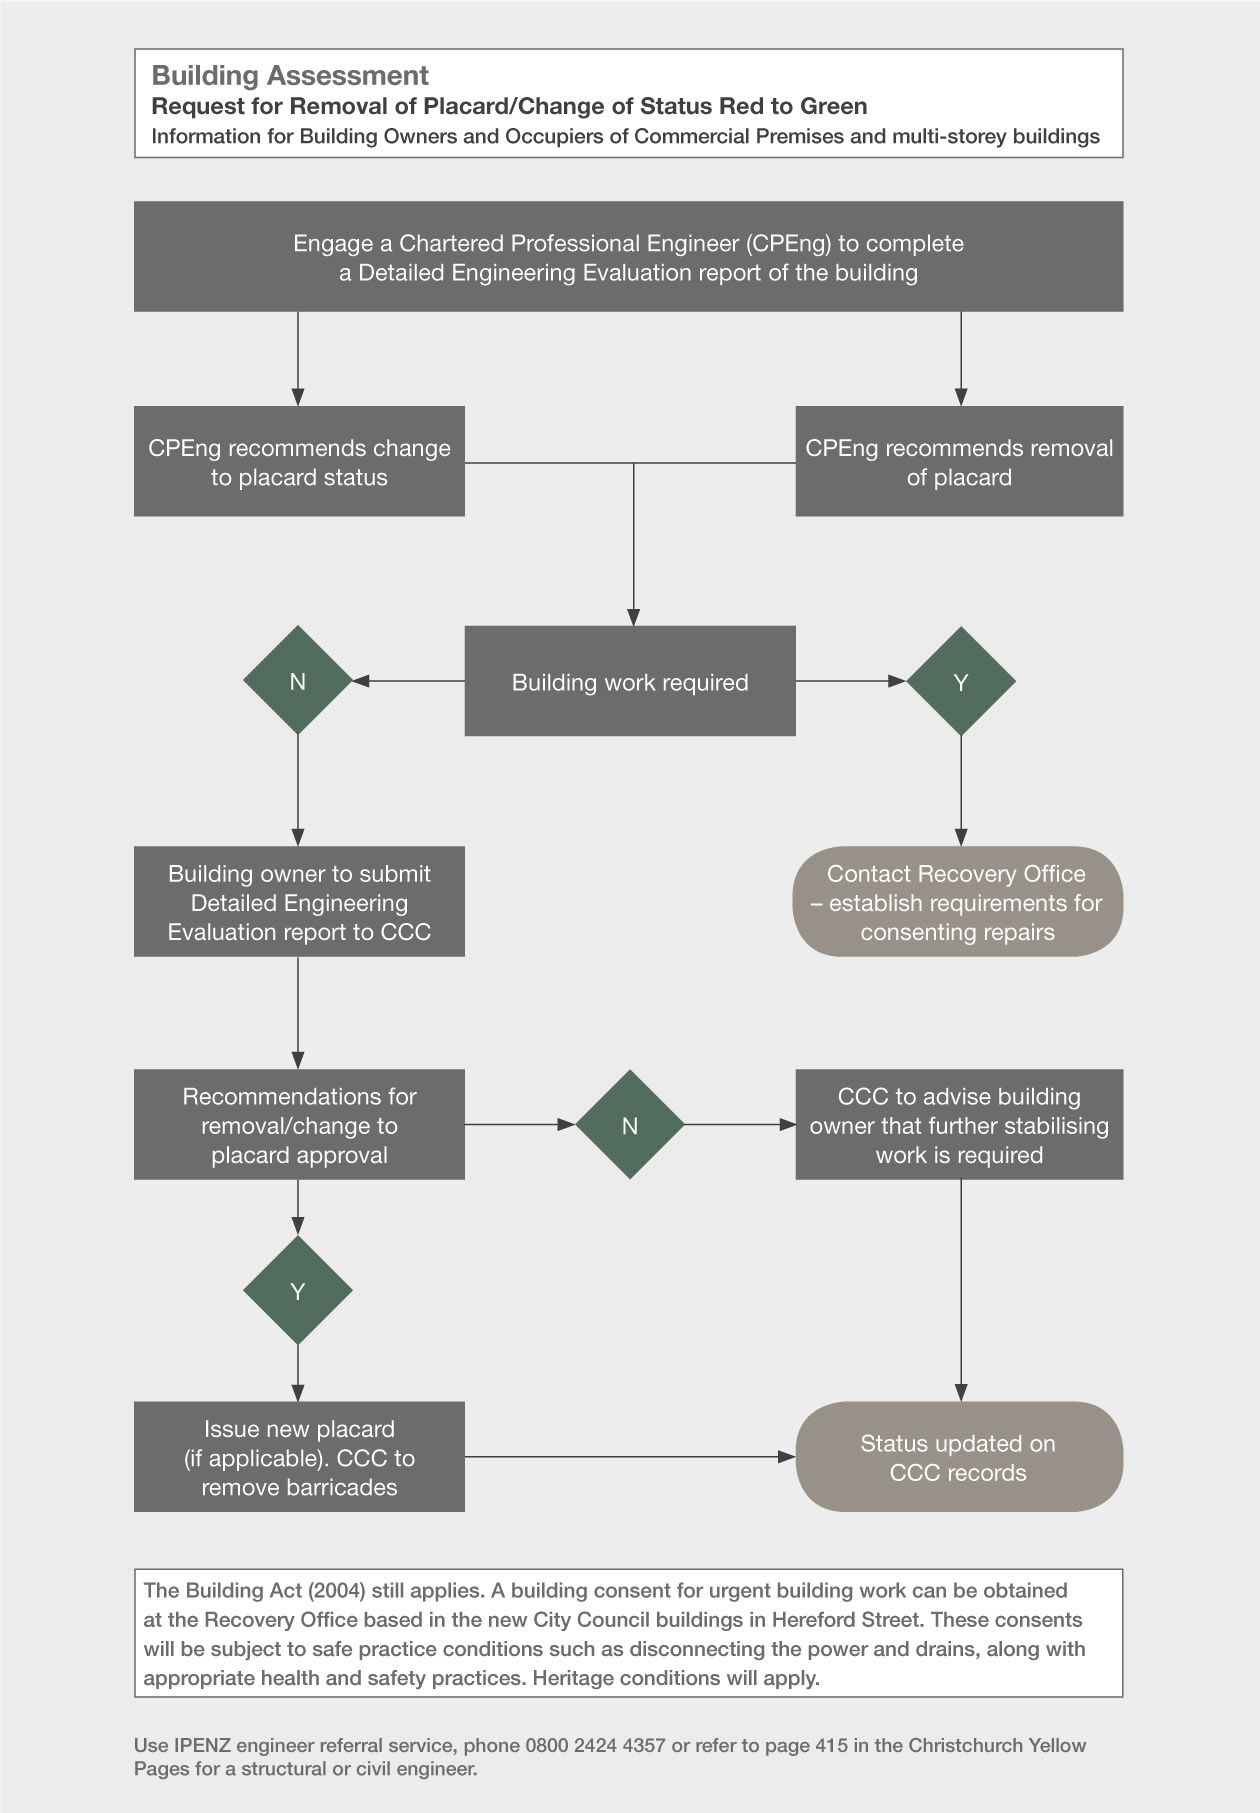 Building Assessment
Request for Removal of Placard/Change of Status Red to Green
Information for Building Owners and Occupiers of Commercial Premises and multi-storey buildings
Engage a Chartered Professional Engineer (CPEng) to complete
a Detailed Engineering Evaluation report of the building
CPEng recommends change
to placard status
CPEng recommends removal
of placard
N
Building work required
Y
Building owner to submit
Detailed Engineering
Evaluation report to CCC
Contact Recovery Office
– establish requirements for
consenting repairs
Recommendations for
removal/change to
placard approval
N
CCC to advise building
owner that further stabilising
work is required
Y
Issue new placard
(if applicable). CCC to
remove barricades
Status updated on
CCC records
The Building Act (2004) still applies. A building consent for urgent building work can be obtained
at the Recovery Office based in the new City Council buildings in Hereford Street. These consents
will be subject to safe practice conditions such as disconnecting the power and drains, along with
appropriate health and safety practices. Heritage conditions will apply.
Use IPENZ engineer referral service, phone 0800 2424 4357 or refer to page 415 in the Christchurch Yellow
Pages for a structural or civil engineer.